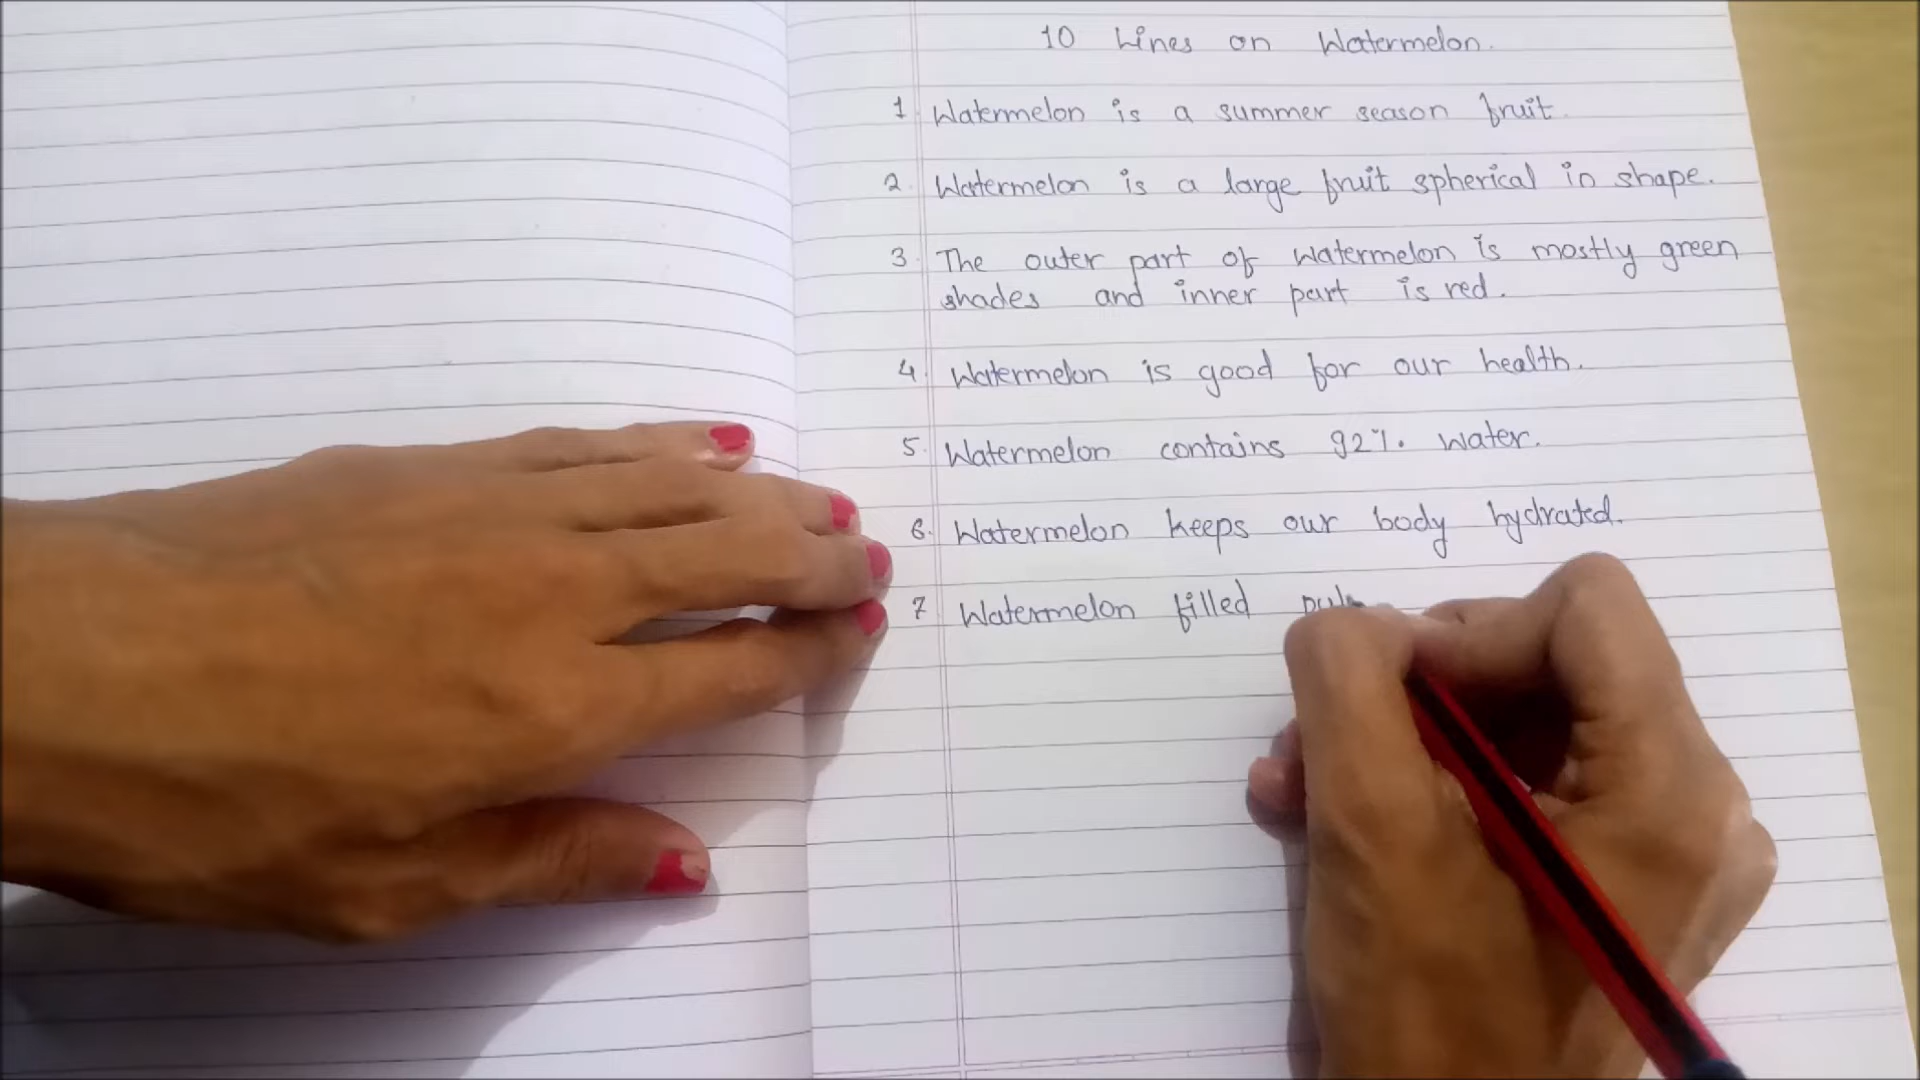 10 Lines on Watermelon.
1. Watermelon is a summer season fruit.
2. Watermelon is a large fruit spherical in shape.
3. The outer part of watermelon is mostly green
shades and inner part is red.
4. Watermelon is good for our health.
5. Watermelon contains 92% water.
6. Watermelon keeps our body hydrated.
7. Watermelon filled